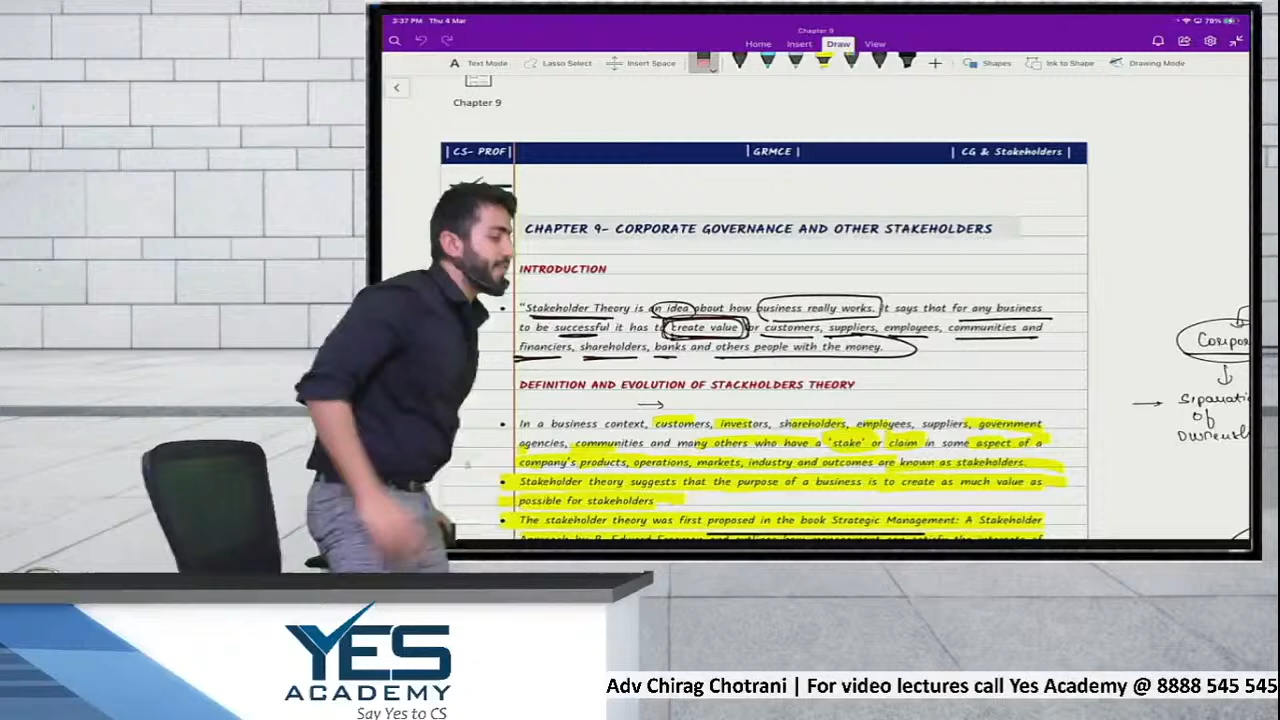 3:37 PM Thu 4 Mar
79%
Chapter 9
Home Insert Draw View
A Text Mode Lasso Select Insert Space + Shapes Ink to Shape Drawing Mode
Chapter 9
| CS- PROF | | GRMCE | | CG & Stakeholders |
CHAPTER 9- CORPORATE GOVERNANCE AND OTHER STAKEHOLDERS
INTRODUCTION
• "Stakeholder Theory is an idea about how business really works. It says that for any business
to be successful it has to create value for customers, suppliers, employees, communities and
financiers, shareholders, banks and others people with the money.
DEFINITION AND EVOLUTION OF STACKHOLDERS THEORY
• In a business context, customers, investors, shareholders, employees, suppliers, government
agencies, communities and many others who have a 'stake' or claim in some aspect of a
company's products, operations, markets, industry and outcomes are known as stakeholders.
• Stakeholder theory suggests that the purpose of a business is to create as much value as
possible for stakeholders
• The stakeholder theory was first proposed in the book Strategic Management: A Stakeholder
Corpor
of
YES
ACADEMY
Say Yes to CS
Adv Chirag Chotrani | For video lectures call Yes Academy @ 8888 545 545